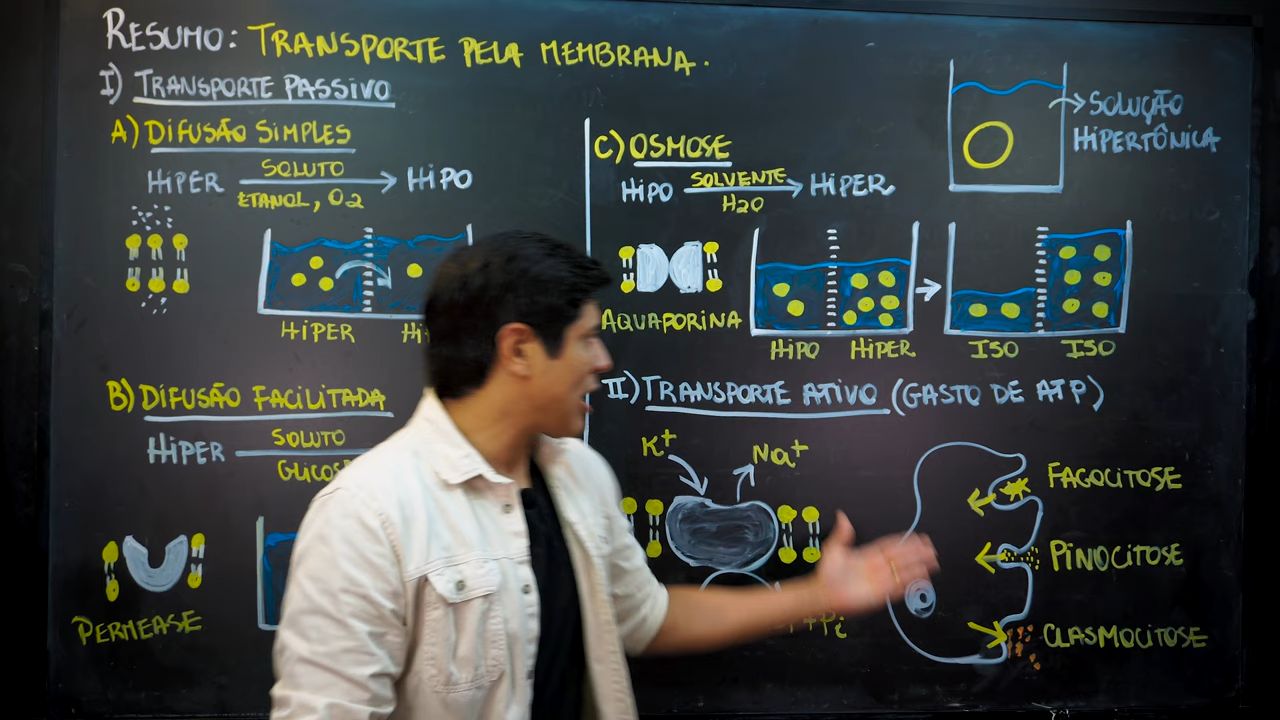 RESUMO: TRANSPORTE PELA MEMBRANA.
I) TRANSPORTE PASSIVO
A) DIFUSÃO SIMPLES
SOLUTO
HIPER → HIPO
ETANOL, O2
HIPER
B) DIFUSÃO FACILITADA
SOLUTO
HIPER
PERMEASE
C) OSMOSE
SOLVENTE
HIPO → HIPER
H2O
SOLUÇÃO
HIPERTÔNICA
AQUAPORINA
HIPO HIPER ISO ISO
II) TRANSPORTE ATIVO (GASTO DE ATP)
K+ Na+
FAGOCITOSE
PINOCITOSE
CLASMOCITOSE